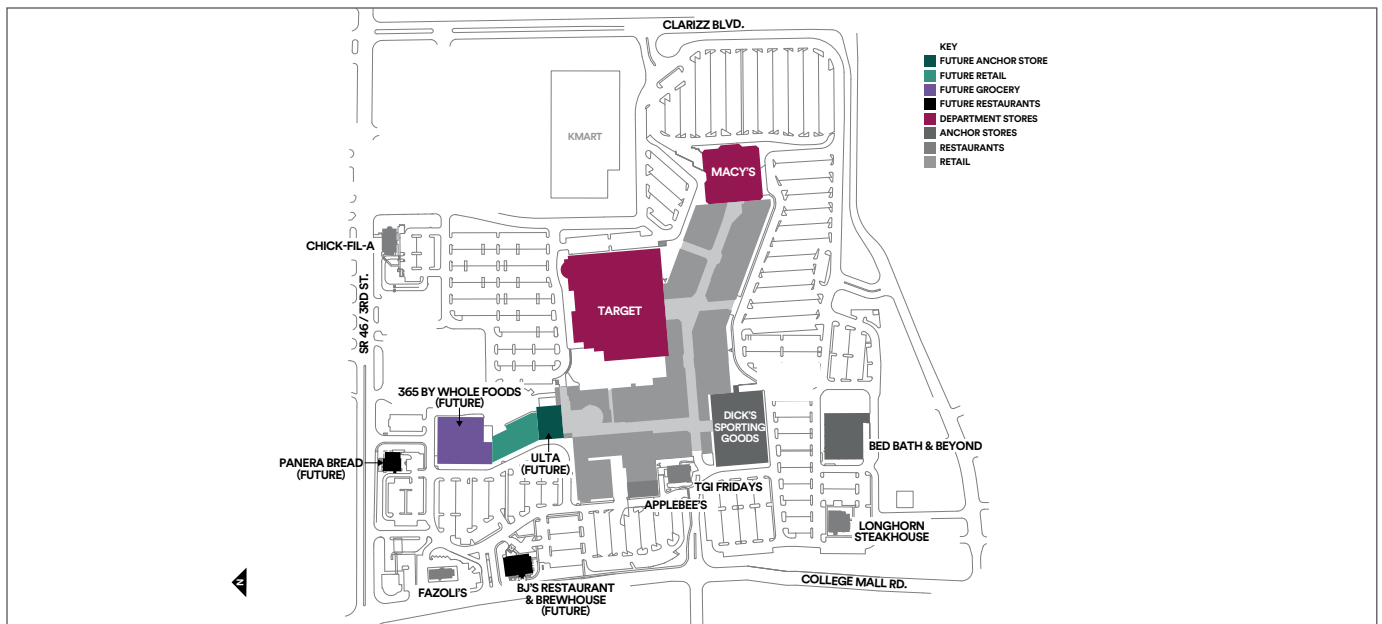 CLARIZZ BLVD.
KEY
FUTURE ANCHOR STORE
FUTURE RETAIL
FUTURE GROCERY
FUTURE RESTAURANTS
DEPARTMENT STORES
ANCHOR STORES
RESTAURANTS
RETAIL
KMART
MACY'S
CHICK-FIL-A
SR 46 / 3RD ST.
TARGET
365 BY WHOLE FOODS
(FUTURE)
DICK'S
SPORTING
GOODS
BED BATH & BEYOND
ULTA
(FUTURE)
PANERA BREAD
(FUTURE)
TGI FRIDAYS
APPLEBEE'S
LONGHORN
STEAKHOUSE
N
COLLEGE MALL RD.
FAZOLI'S
BJ'S RESTAURANT
& BREWHOUSE
(FUTURE)